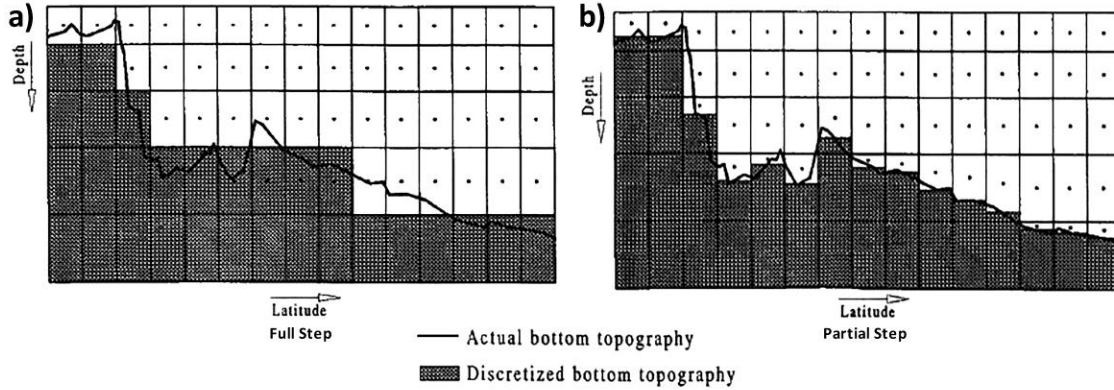 a)
Depth
Latitude
Full Step
b)
Depth
Latitude
Partial Step
Actual bottom topography
Discretized bottom topography